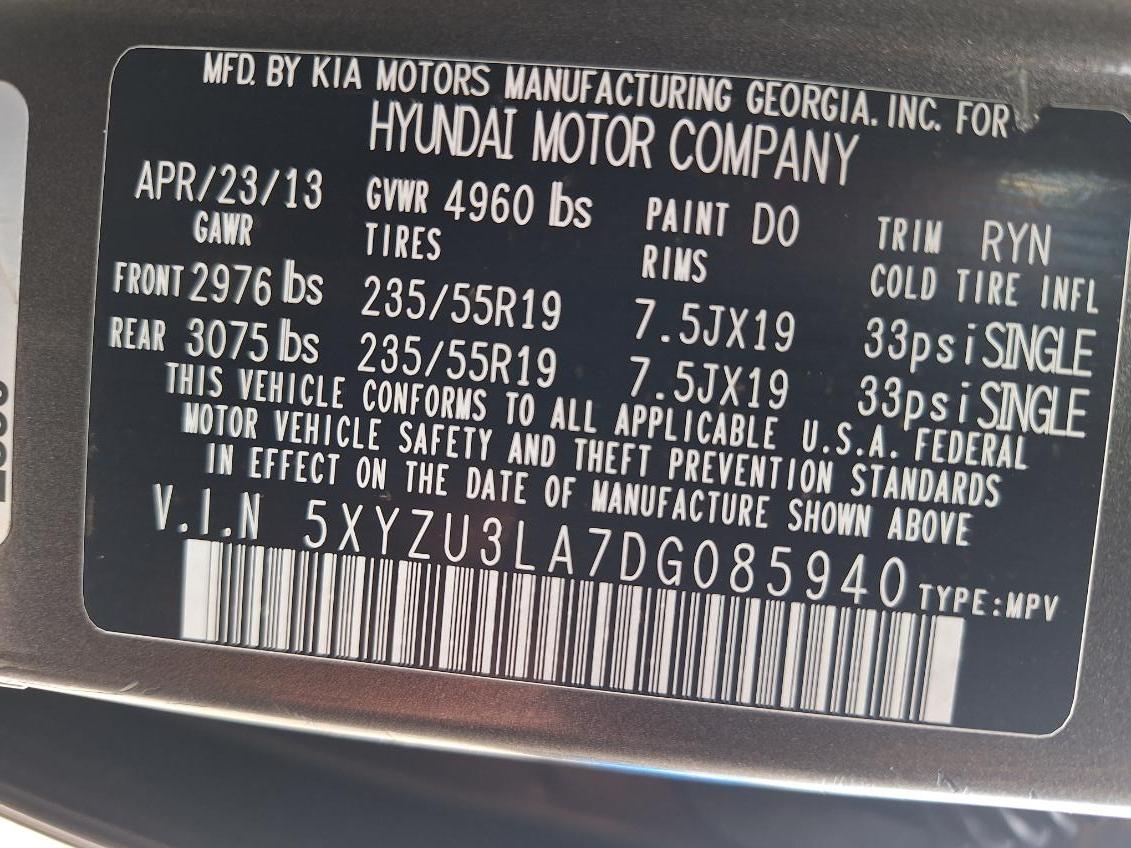 MFD. BY KIA MOTORS MANUFACTURING GEORGIA. INC. FOR
HYUNDAI MOTOR COMPANY
APR/23/13 GVWR 4960 lbs PAINT DO TRIM RYN
GAWR TIRES RIMS COLD TIRE INFL
FRONT 2976 lbs 235/55R19 7.5JX19 33psi SINGLE
REAR 3075 lbs 235/55R19 7.5JX19 33psi SINGLE
THIS VEHICLE CONFORMS TO ALL APPLICABLE U.S.A. FEDERAL
MOTOR VEHICLE SAFETY AND THEFT PREVENTION STANDARDS
IN EFFECT ON THE DATE OF MANUFACTURE SHOWN ABOVE
V.I.N 5XYZU3LA7DG085940 TYPE:MPV